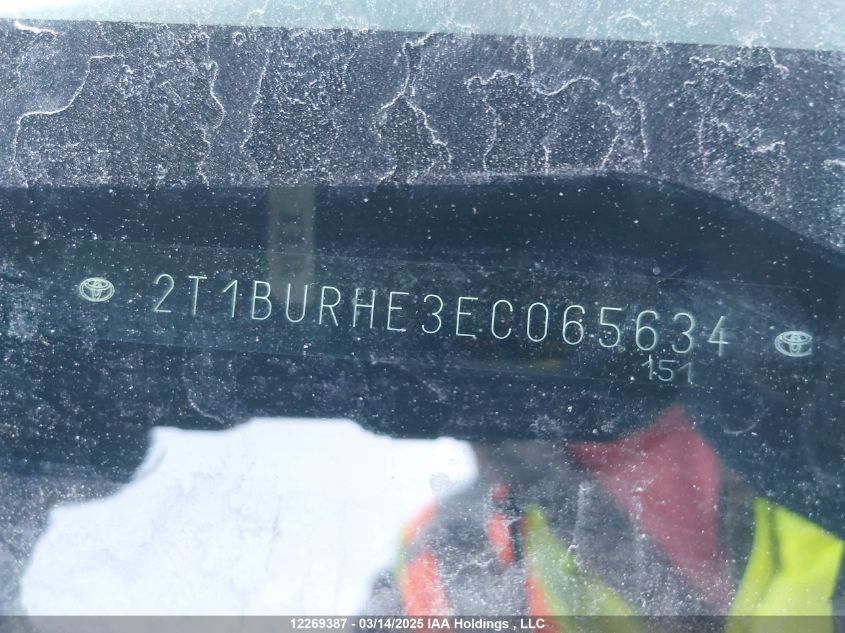 2T1BURHE3EC065634
151
12269387 - 03/14/2025 IAA Holdings , LLC